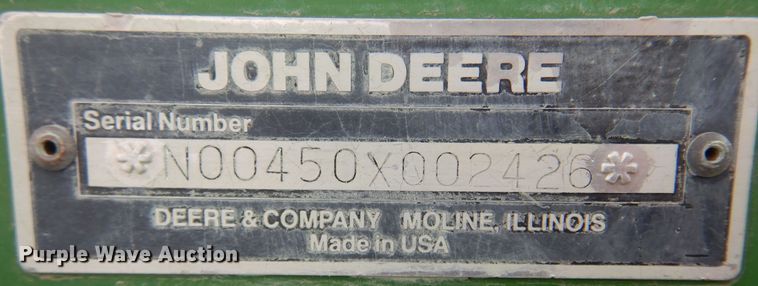 JOHN DEERE
Serial Number
*N00450X002426*
DEERE & COMPANY MOLINE, ILLINOIS
Made in USA
Purple Wave Auction